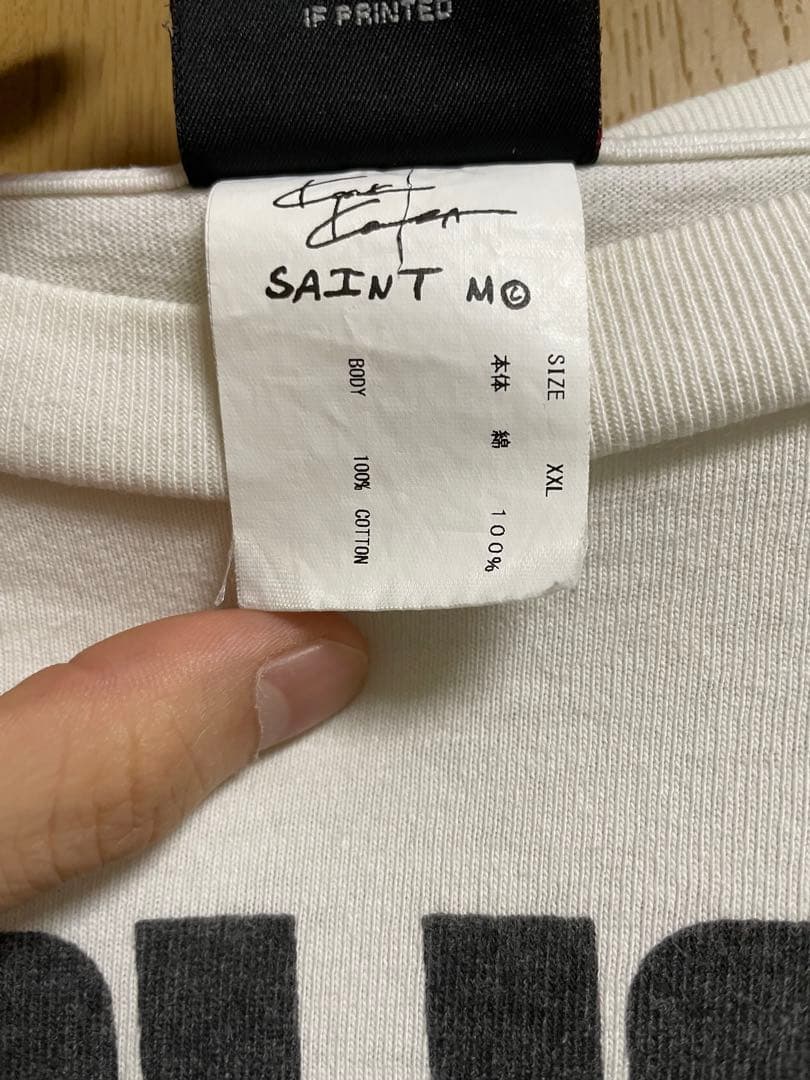 IF PRINTED
SAINT M©
SIZE XXL
本体 綿 100%
BODY 100% COTTON